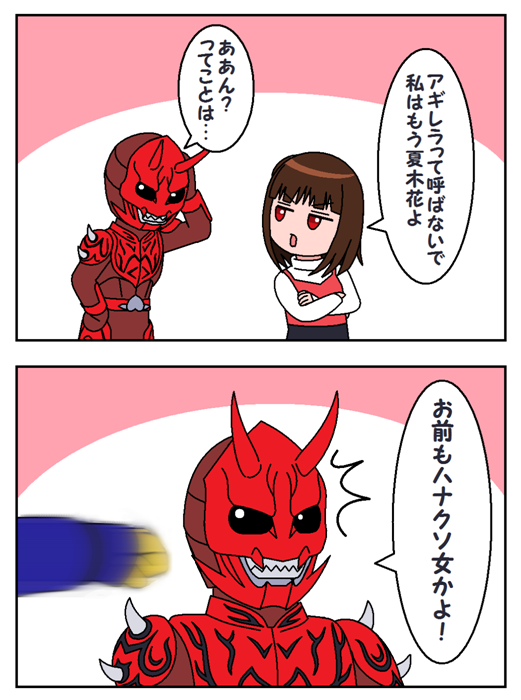 アギレラって呼ばないで
私はもう夏木花よ
ああん？
ってことは…
お前もハナクソ女かよ！